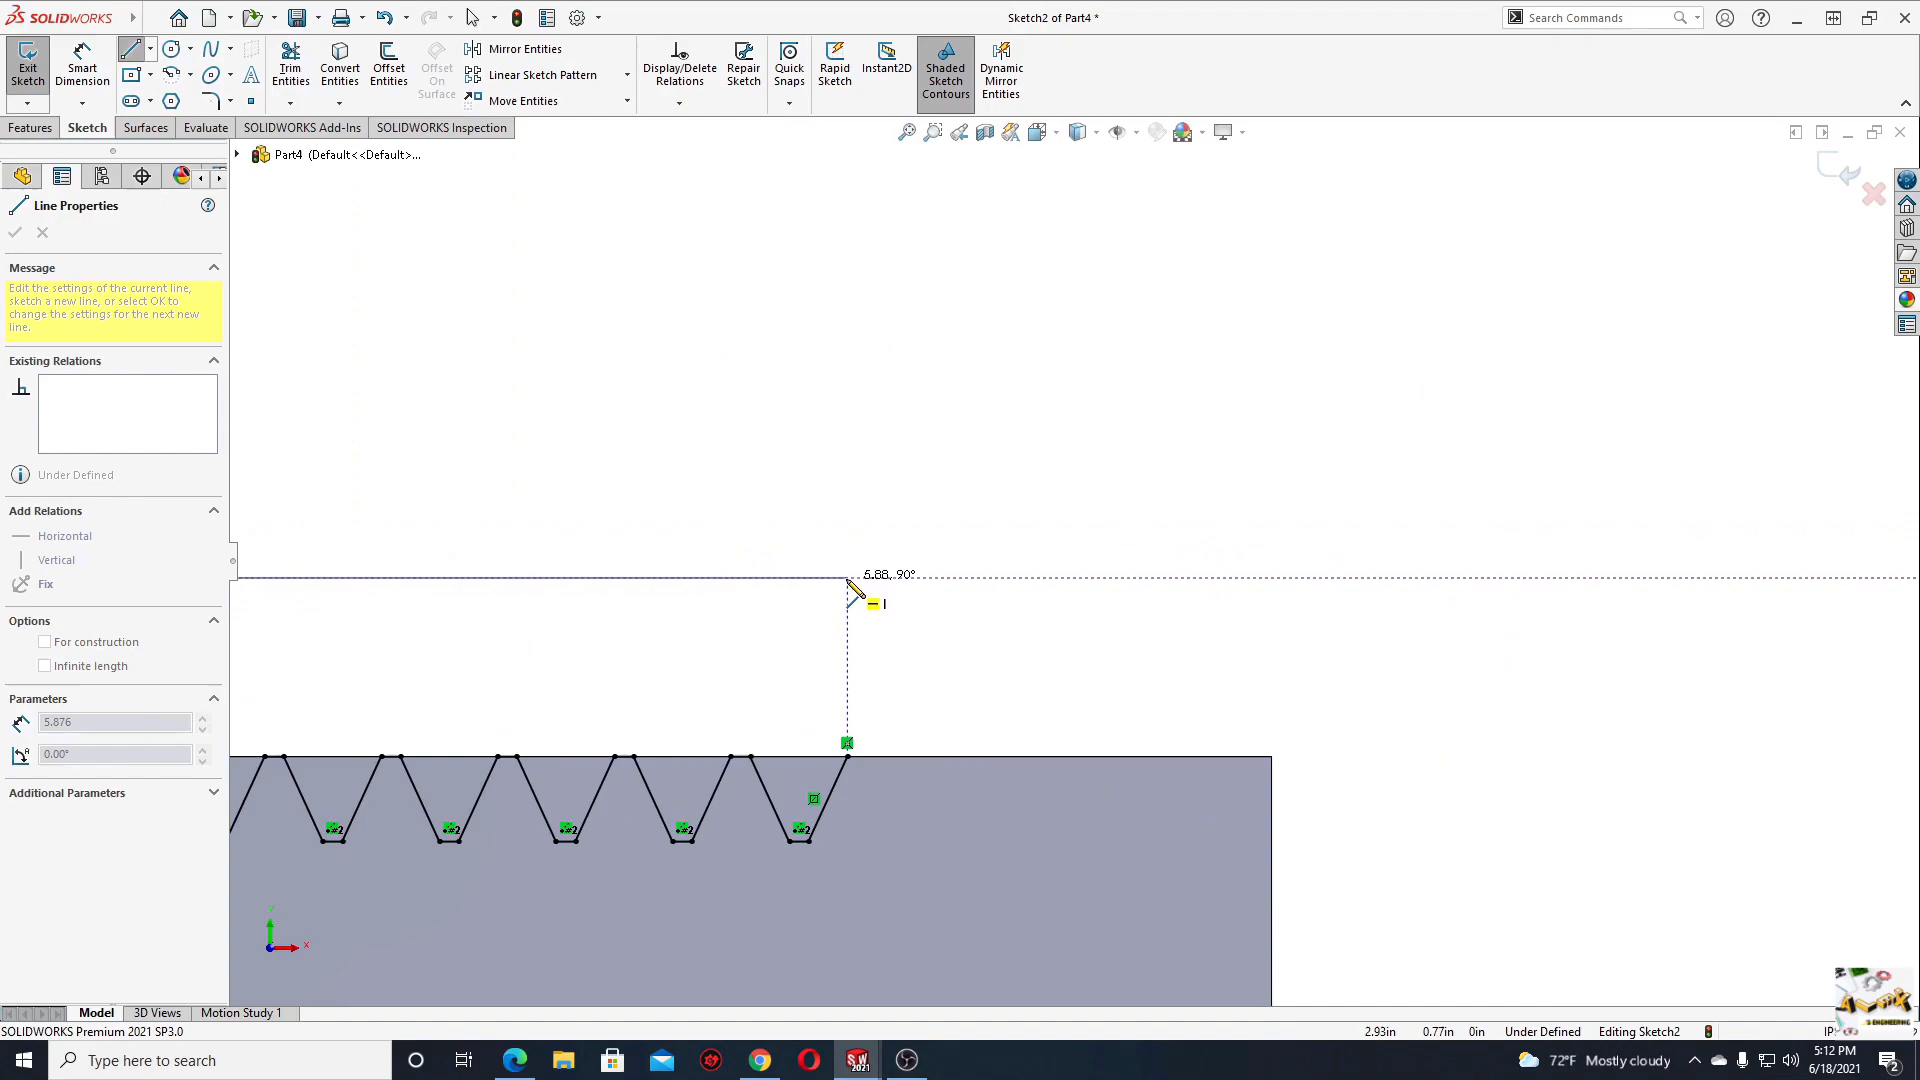 SOLIDWORKS
Sketch2 of Part4 *
Search Commands
Exit Sketch
Smart Dimension
Trim Entities
Convert Entities
Offset Entities
Offset On Surface
Mirror Entities
Linear Sketch Pattern
Move Entities
Display/Delete Relations
Repair Sketch
Quick Snaps
Rapid Sketch
Instant2D
Shaded Sketch Contours
Dynamic Mirror Entities
Features
Sketch
Surfaces
Evaluate
SOLIDWORKS Add-Ins
SOLIDWORKS Inspection
Part4 (Default<<Default>...
Line Properties
Message
Edit the settings of the current line,
sketch a new line, or select OK to
change the settings for the next new
line.
Existing Relations
Under Defined
Add Relations
Horizontal
Vertical
Fix
Options
For construction
Infinite length
Parameters
5.876
0.00°
Additional Parameters
5.88, 90°
Y
X
Model
3D Views
Motion Study 1
SOLIDWORKS Premium 2021 SP3.0
2.93in
0.77in
0in
Under Defined
Editing Sketch2
Type here to search
72°F Mostly cloudy
5:12 PM
6/18/2021
2